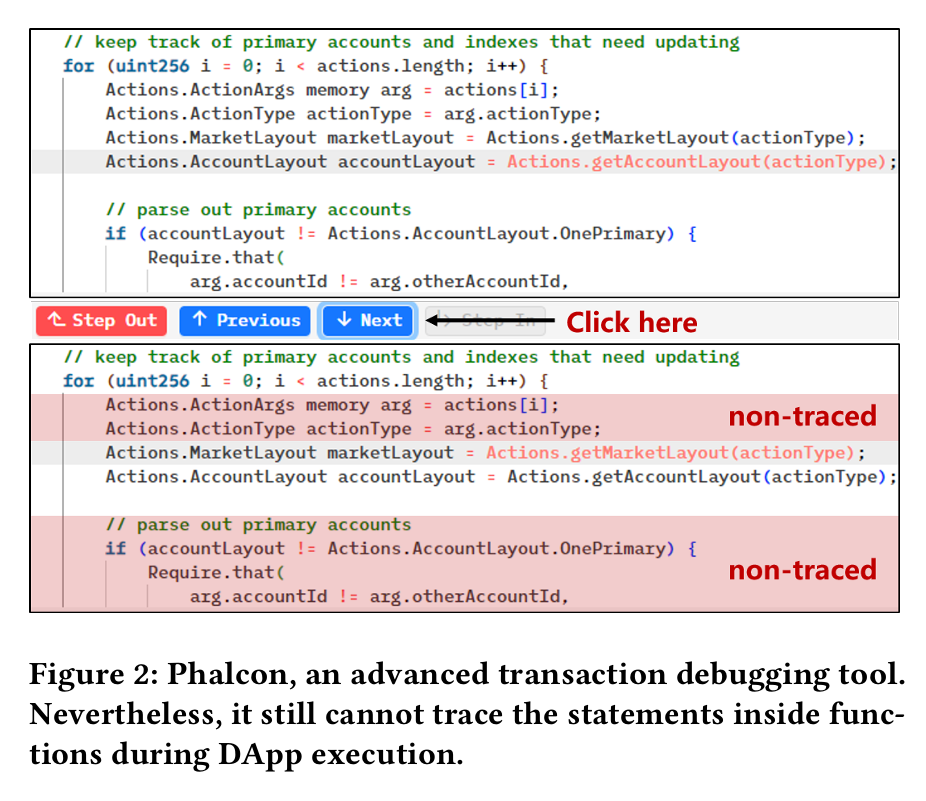 // keep track of primary accounts and indexes that need updating
for (uint256 i = 0; i < actions.length; i++) {
Actions.ActionArgs memory arg = actions[i];
Actions.ActionType actionType = arg.actionType;
Actions.MarketLayout marketLayout = Actions.getMarketLayout(actionType);
Actions.AccountLayout accountLayout = Actions.getAccountLayout(actionType);
// parse out primary accounts
if (accountLayout != Actions.AccountLayout.OnePrimary) {
Require.that(
arg.accountId != arg.otherAccountId,
Step Out Previous Next Step In Click here
// keep track of primary accounts and indexes that need updating
for (uint256 i = 0; i < actions.length; i++) {
Actions.ActionArgs memory arg = actions[i]; non-traced
Actions.ActionType actionType = arg.actionType;
Actions.MarketLayout marketLayout = Actions.getMarketLayout(actionType);
Actions.AccountLayout accountLayout = Actions.getAccountLayout(actionType);
// parse out primary accounts
if (accountLayout != Actions.AccountLayout.OnePrimary) {
Require.that( non-traced
arg.accountId != arg.otherAccountId,
Figure 2: Phalcon, an advanced transaction debugging tool.
Nevertheless, it still cannot trace the statements inside func-
tions during DApp execution.